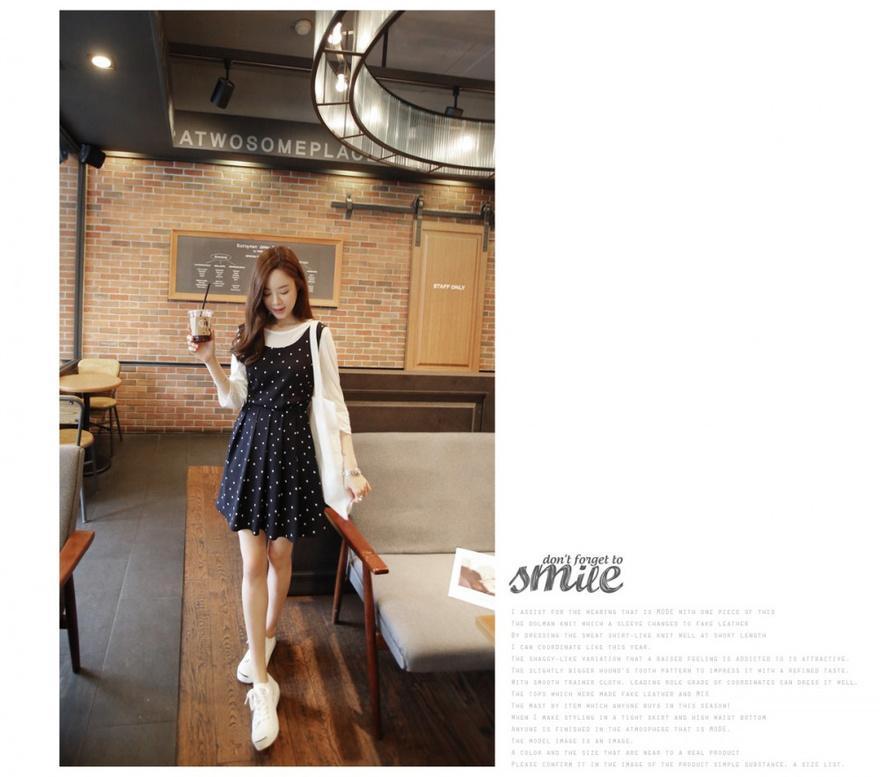 ATWOSOMEPLAC
STAFF ONLY
don't forget to
smile
I ASSIST FOR THE WEARING THAT IS MODE WITH ONE PIECE OF THIS
THE DOLMAN KNIT WHICH A SLEEVE CHANGED TO FAKE LEATHER
BY DRESSING THE SWEAT SHIRT-LIKE KNIT WELL AT SHORT LENGTH
I CAN COORDINATE LIKE THIS YEAR.
THE SHAGGY-LIKE VARIATION THAT A RAISED FEELING IS ADDICTED TO IS ATTRACTIVE.
THE SLIGHTLY BIGGER HOUND'S TOOTH PATTERN TO IMPRESS IT WITH A REFINED TASTE.
WITH SMOOTH TRAINER CLOTH. LEADING ROLE GRADE OF COORDINATES CAN DRESS IT WELL.
THE TOPS WHICH WERE MADE FAKE LEATHER AND MIX
THE MAST BY ITEM WHICH ANYONE BUYS IN THIS SEASON!
WHEN I MAKE STYLING IN A TIGHT SKIRT AND HIGH WAIST BOTTOM
ANYONE IS FINISHED IN THE ATMOSPHERE THAT IS MODE.
THE MODEL IMAGE IS AN IMAGE.
A COLOR AND THE SIZE THAT ARE NEAR TO A REAL PRODUCT
PLEASE CONFIRM IT IN THE IMAGE OF THE PRODUCT SIMPLE SUBSTANCE, A SIZE LIST.